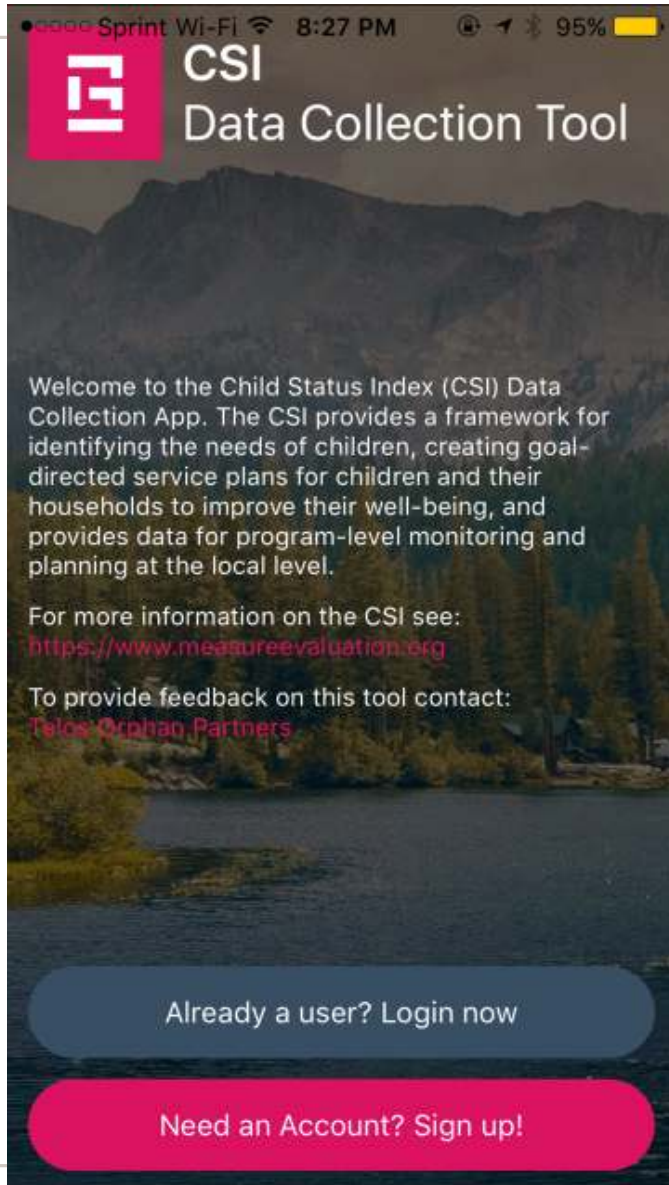 Sprint Wi-Fi 8:27 PM 95%
CSI
Data Collection Tool
Welcome to the Child Status Index (CSI) Data
Collection App. The CSI provides a framework for
identifying the needs of children, creating goal-
directed service plans for children and their
households to improve their well-being, and
provides data for program-level monitoring and
planning at the local level.
For more information on the CSI see:
https://www.measureevaluation.org
To provide feedback on this tool contact:
Telos Orphan Partners
Already a user? Login now
Need an Account? Sign up!